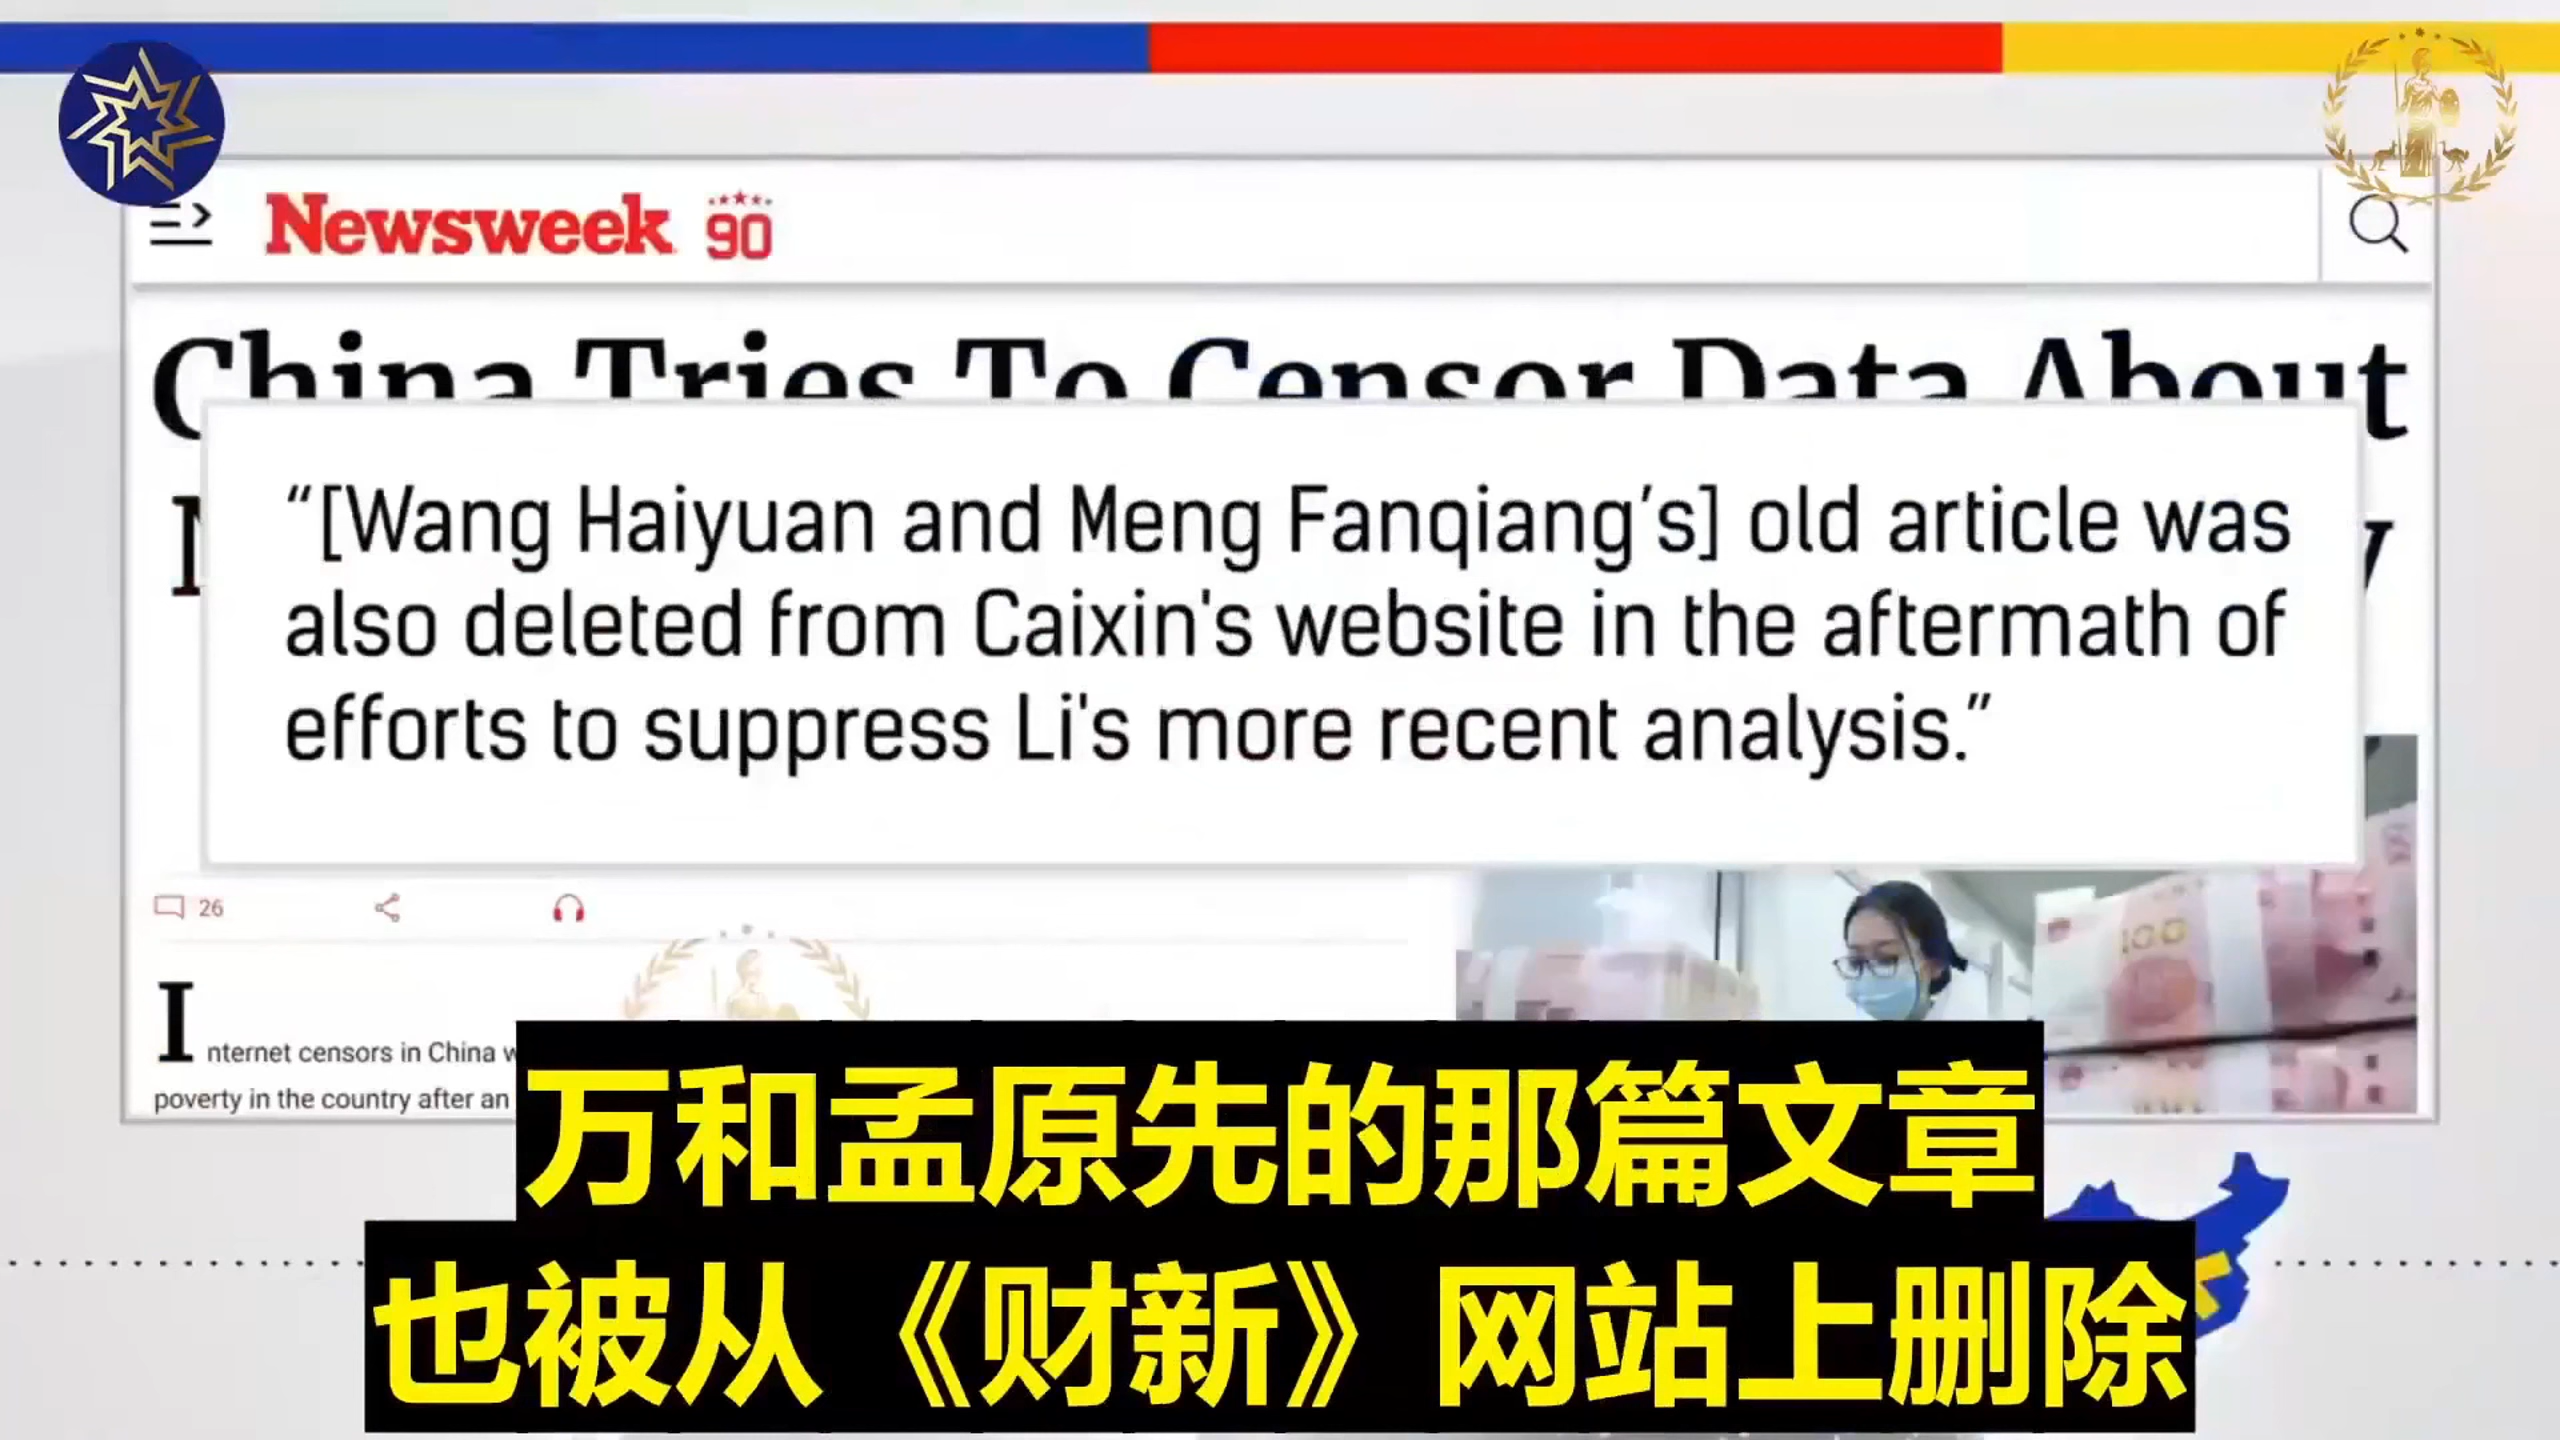 Newsweek 90
China Tries To Censor Data About
“[Wang Haiyuan and Meng Fanqiang’s] old article was
also deleted from Caixin's website in the aftermath of
efforts to suppress Li's more recent analysis.”
26
Internet censors in China
poverty in the country after an
100
万和孟原先的那篇文章
也被从《财新》网站上删除